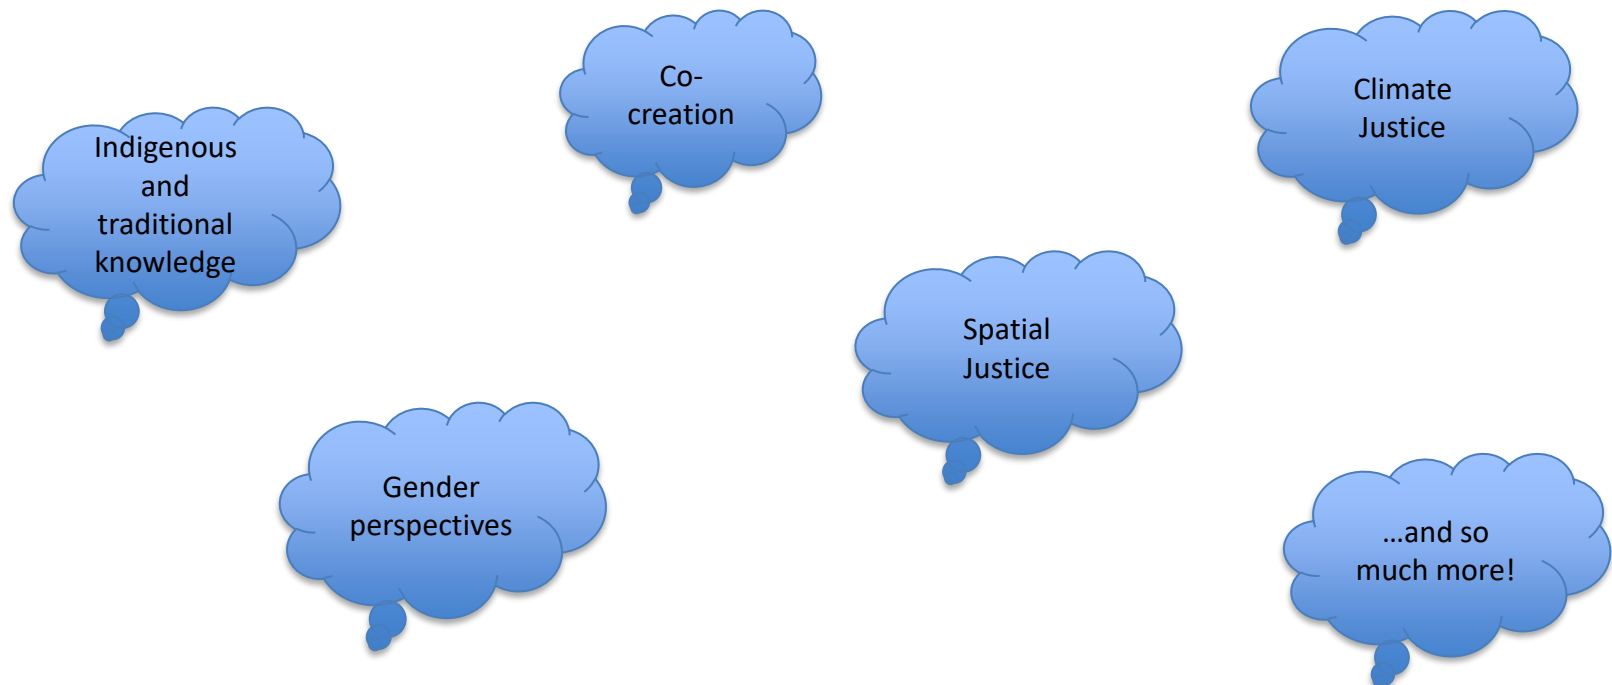 Co-
creation
Climate
Justice
Indigenous
and
traditional
knowledge
Spatial
Justice
Gender
perspectives
...and so
much more!